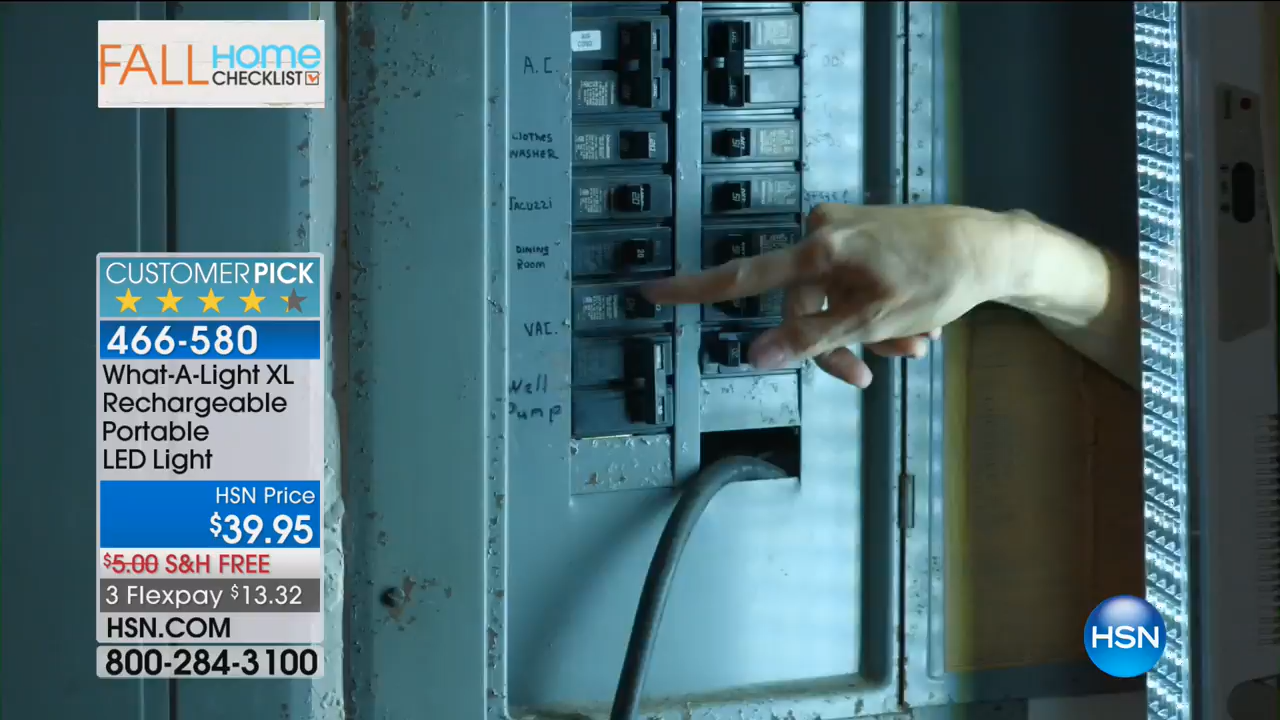 FALL Home
CHECKLIST
CUSTOMER PICK
466-580
What-A-Light XL
Rechargeable
Portable
LED Light
HSN Price
$39.95
$5.00 S&H FREE
3 Flexpay $13.32
HSN.COM
800-284-3100
AIR
COND
A.C.
CLOTHES
WASHER
JACUZZI
DINING
ROOM
VAC.
Well
Pump
HSN